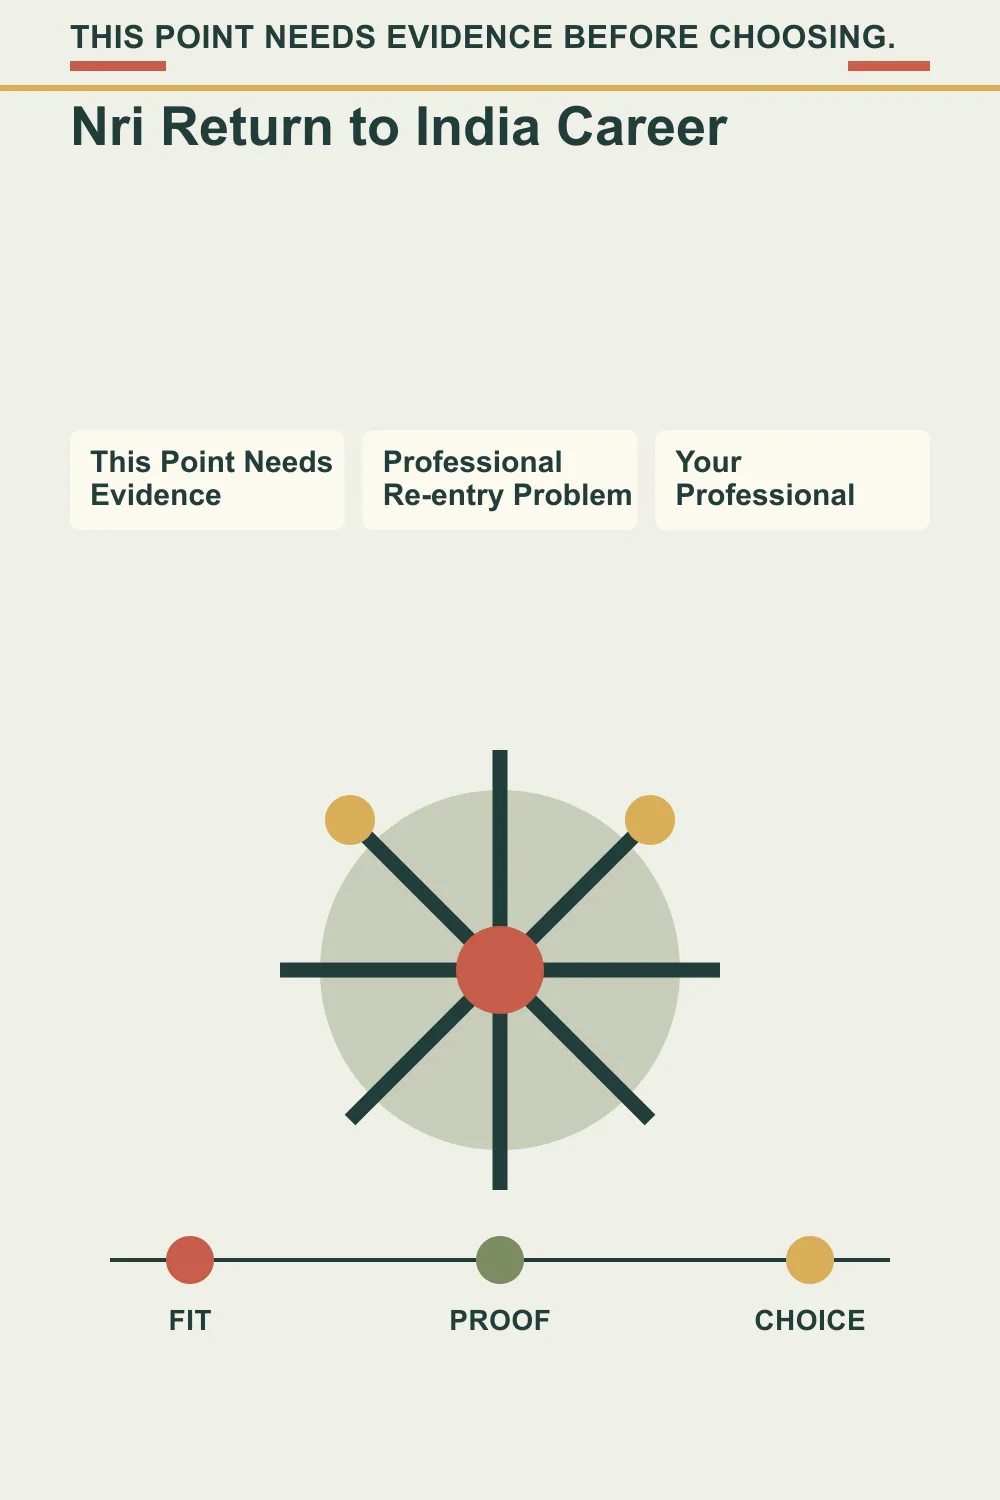 THIS POINT NEEDS EVIDENCE BEFORE CHOOSING.
Nri Return to India Career
This Point Needs
Evidence
Professional
Re-entry Problem
Your
Professional
FIT
PROOF
CHOICE